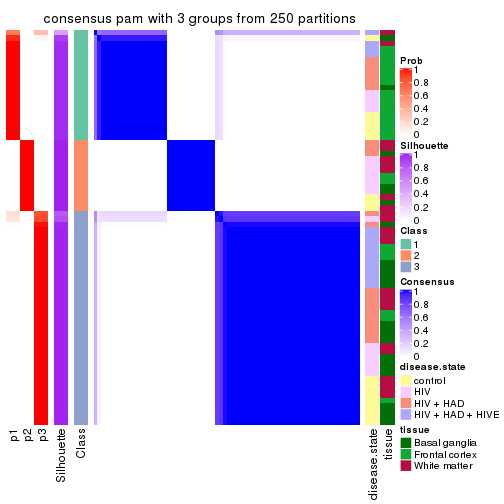 consensus pam with 3 groups from 250 partitions
Prob
1
0.8
0.6
0.4
0.2
0
Silhouette
1
0.8
0.6
0.4
0.2
0
Class
1
2
3
Consensus
1
0.8
0.6
0.4
0.2
0
disease.state
control
HIV
HIV + HAD
HIV + HAD + HIVE
tissue
Basal ganglia
Frontal cortex
White matter
p1
p2
p3
Silhouette
Class
disease.state
tissue